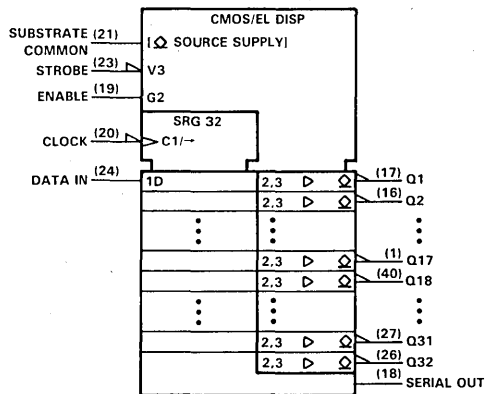 CMOS/EL DISP
SUBSTRATE COMMON (21) [ SOURCE SUPPLY]
STROBE (23) V3
ENABLE (19) G2
SRG 32
CLOCK (20) C1/→
DATA IN (24) 1D 2,3 (17) Q1
2,3 (16) Q2
2,3 (1) Q17
2,3 (40) Q18
2,3 (27) Q31
2,3 (26) Q32
(18) SERIAL OUT